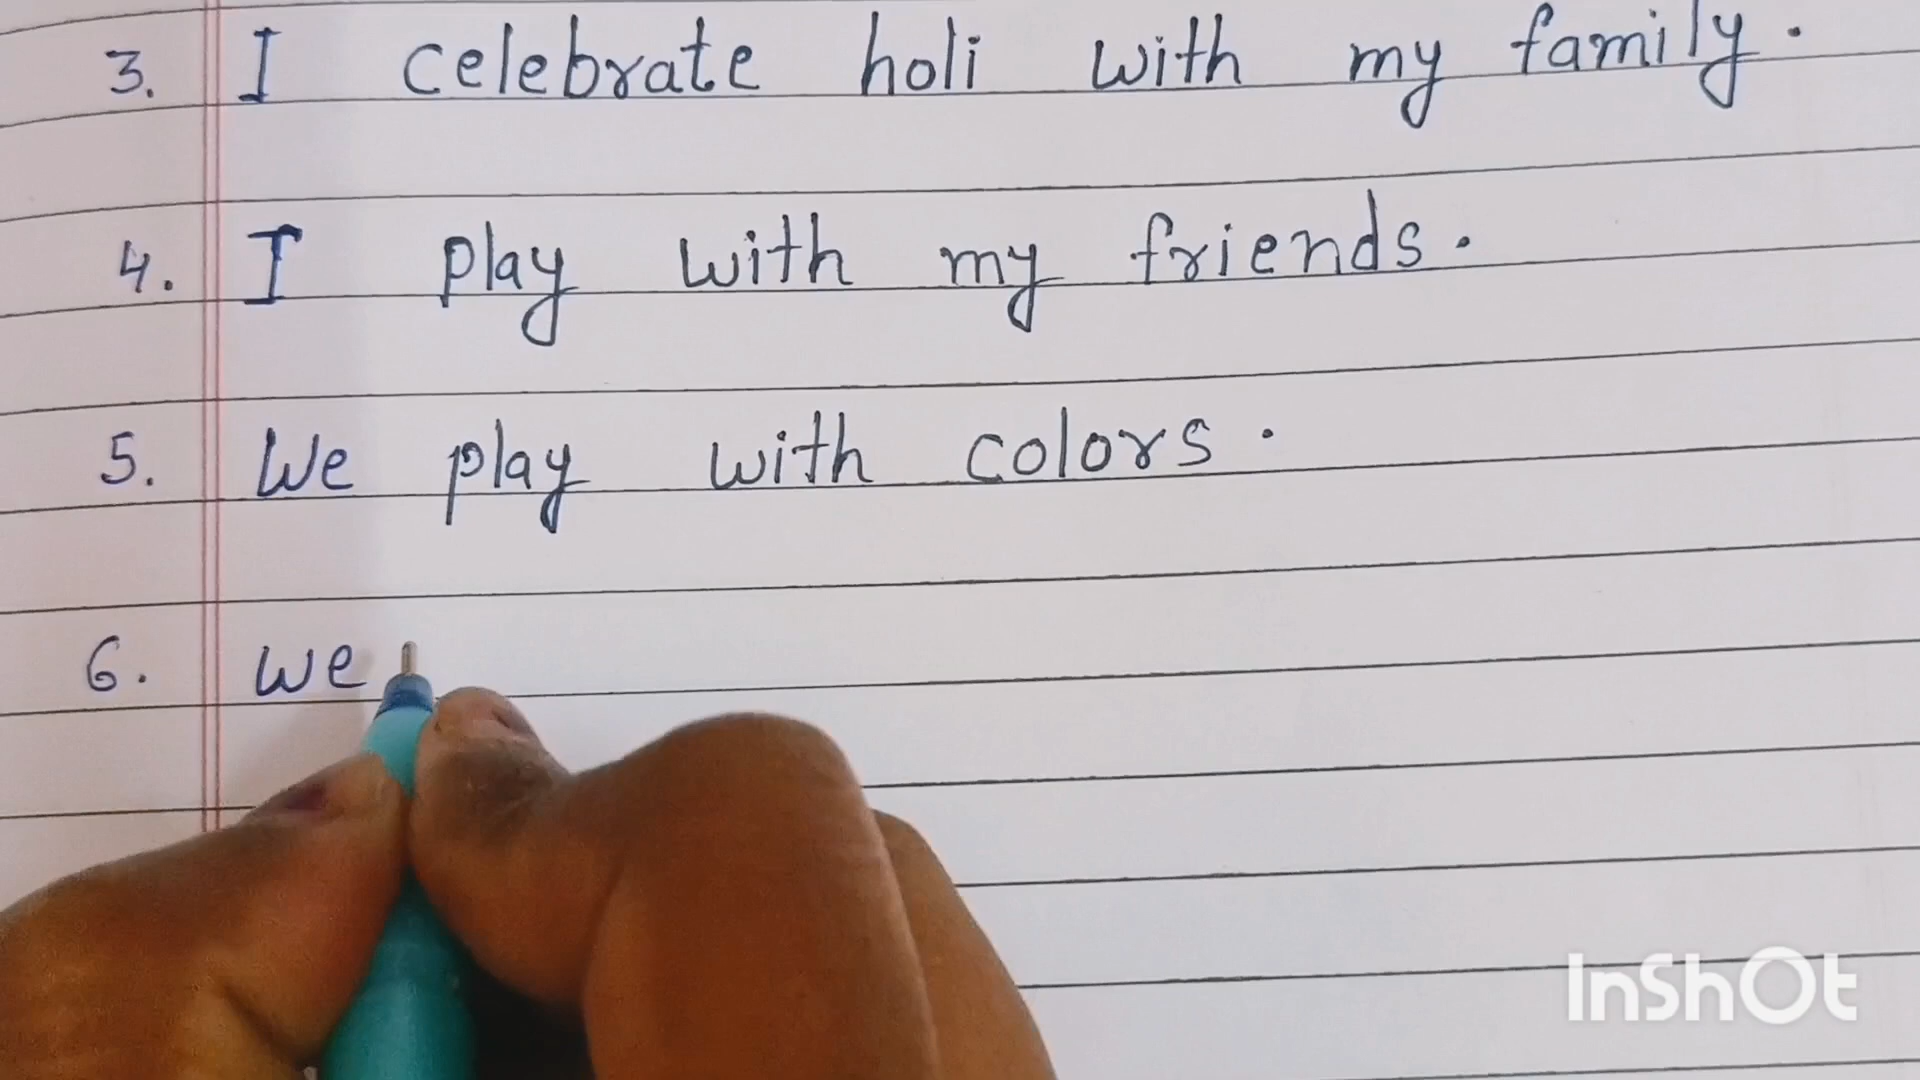 3. I celebrate holi with my family.
4. I play with my friends.
5. We play with colors.
6. We
InShOt